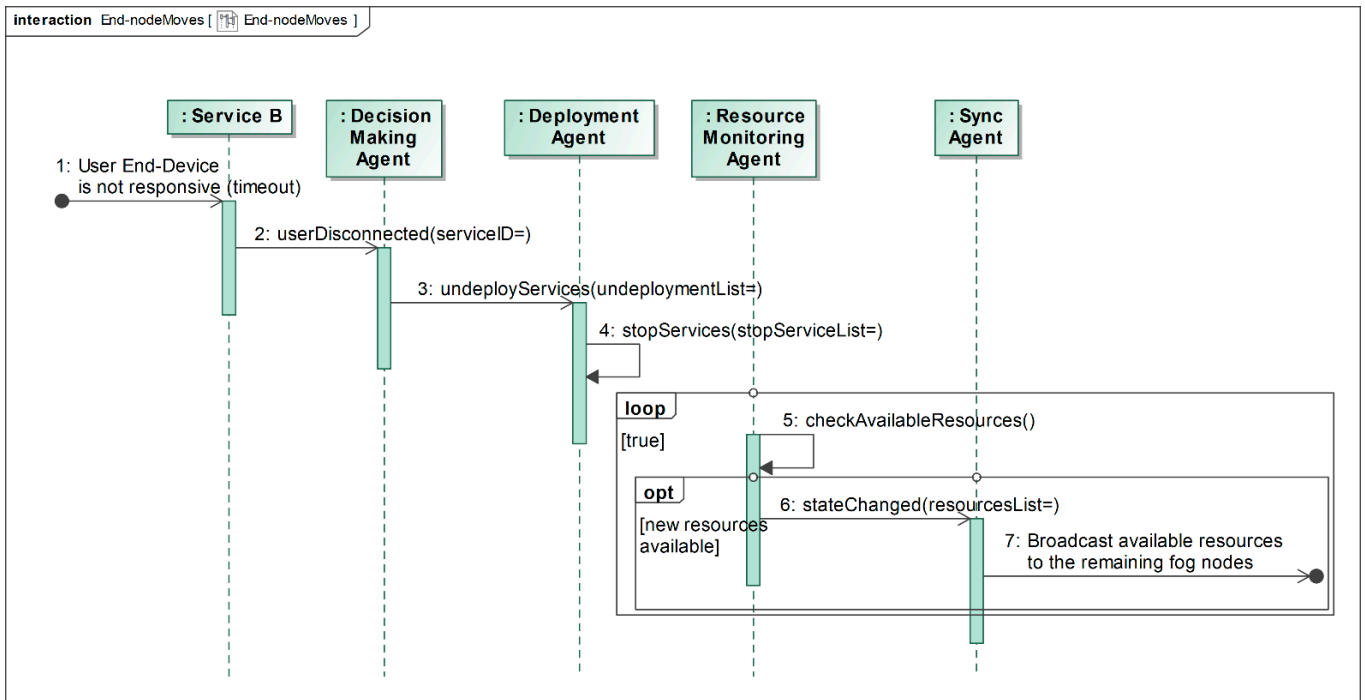 interaction End-nodeMoves [ End-nodeMoves ]
: Service B
: Decision
Making
Agent
: Deployment
Agent
: Resource
Monitoring
Agent
: Sync
Agent
1: User End-Device
is not responsive (timeout)
2: userDisconnected(serviceID=)
3: undeployServices(undeploymentList=)
4: stopServices(stopServiceList=)
loop
[true]
5: checkAvailableResources()
opt
[new resources
available]
6: stateChanged(resourcesList=)
7: Broadcast available resources
to the remaining fog nodes